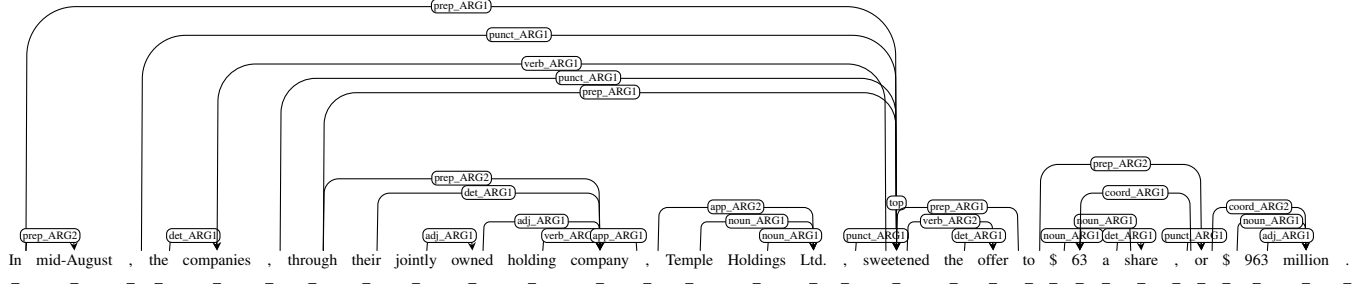 prep_ARG1
punct_ARG1
verb_ARG1
punct_ARG1
prep_ARG1
prep_ARG2
prep_ARG2
det_ARG1
coord_ARG1
top
app_ARG2
prep_ARG1
coord_ARG2
adj_ARG1
noun_ARG1
verb_ARG2
noun_ARG1
noun_ARG1
prep_ARG2
det_ARG1
adj_ARG1
verb_ARG
app_ARG1
noun_ARG1
punct_ARG1
det_ARG1
noun_ARG1
det_ARG1
punct_ARG1
adj_ARG1
In mid-August , the companies , through their jointly owned holding company , Temple Holdings Ltd. , sweetened the offer to $ 63 a share , or $ 963 million .
_ _ _ _ _ _ _ _ _ _ _ _ _ _ _ _ _ _ _ _ _ _ _ _ _ _ _ _ _ _ _